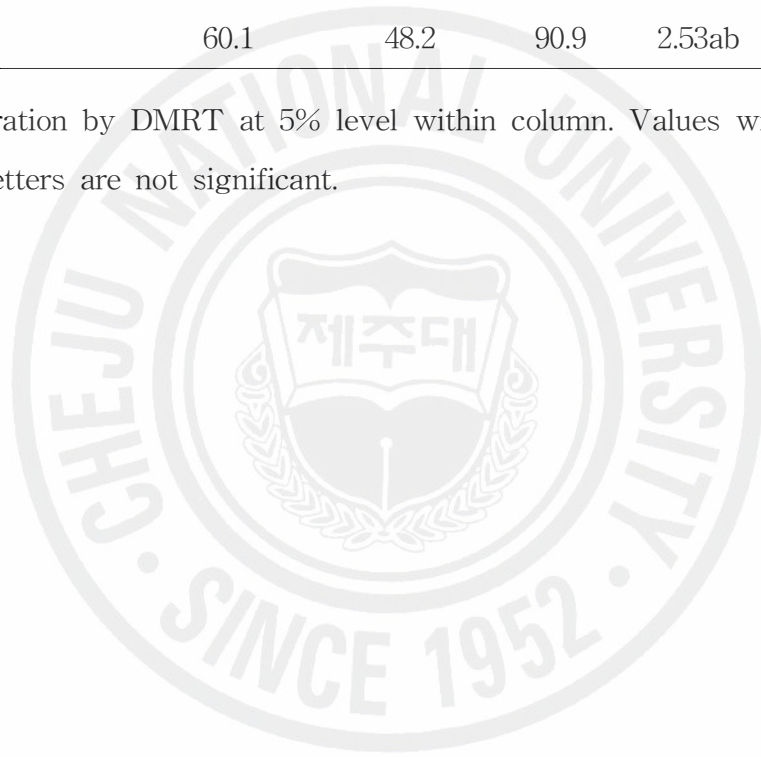 60.1 48.2 90.9 2.53ab
ration by DMRT at 5% level within column. Values wi
etters are not significant.
CHEJU NATIONAL UNIVERSITY
제주대
· SINCE 1952 ·